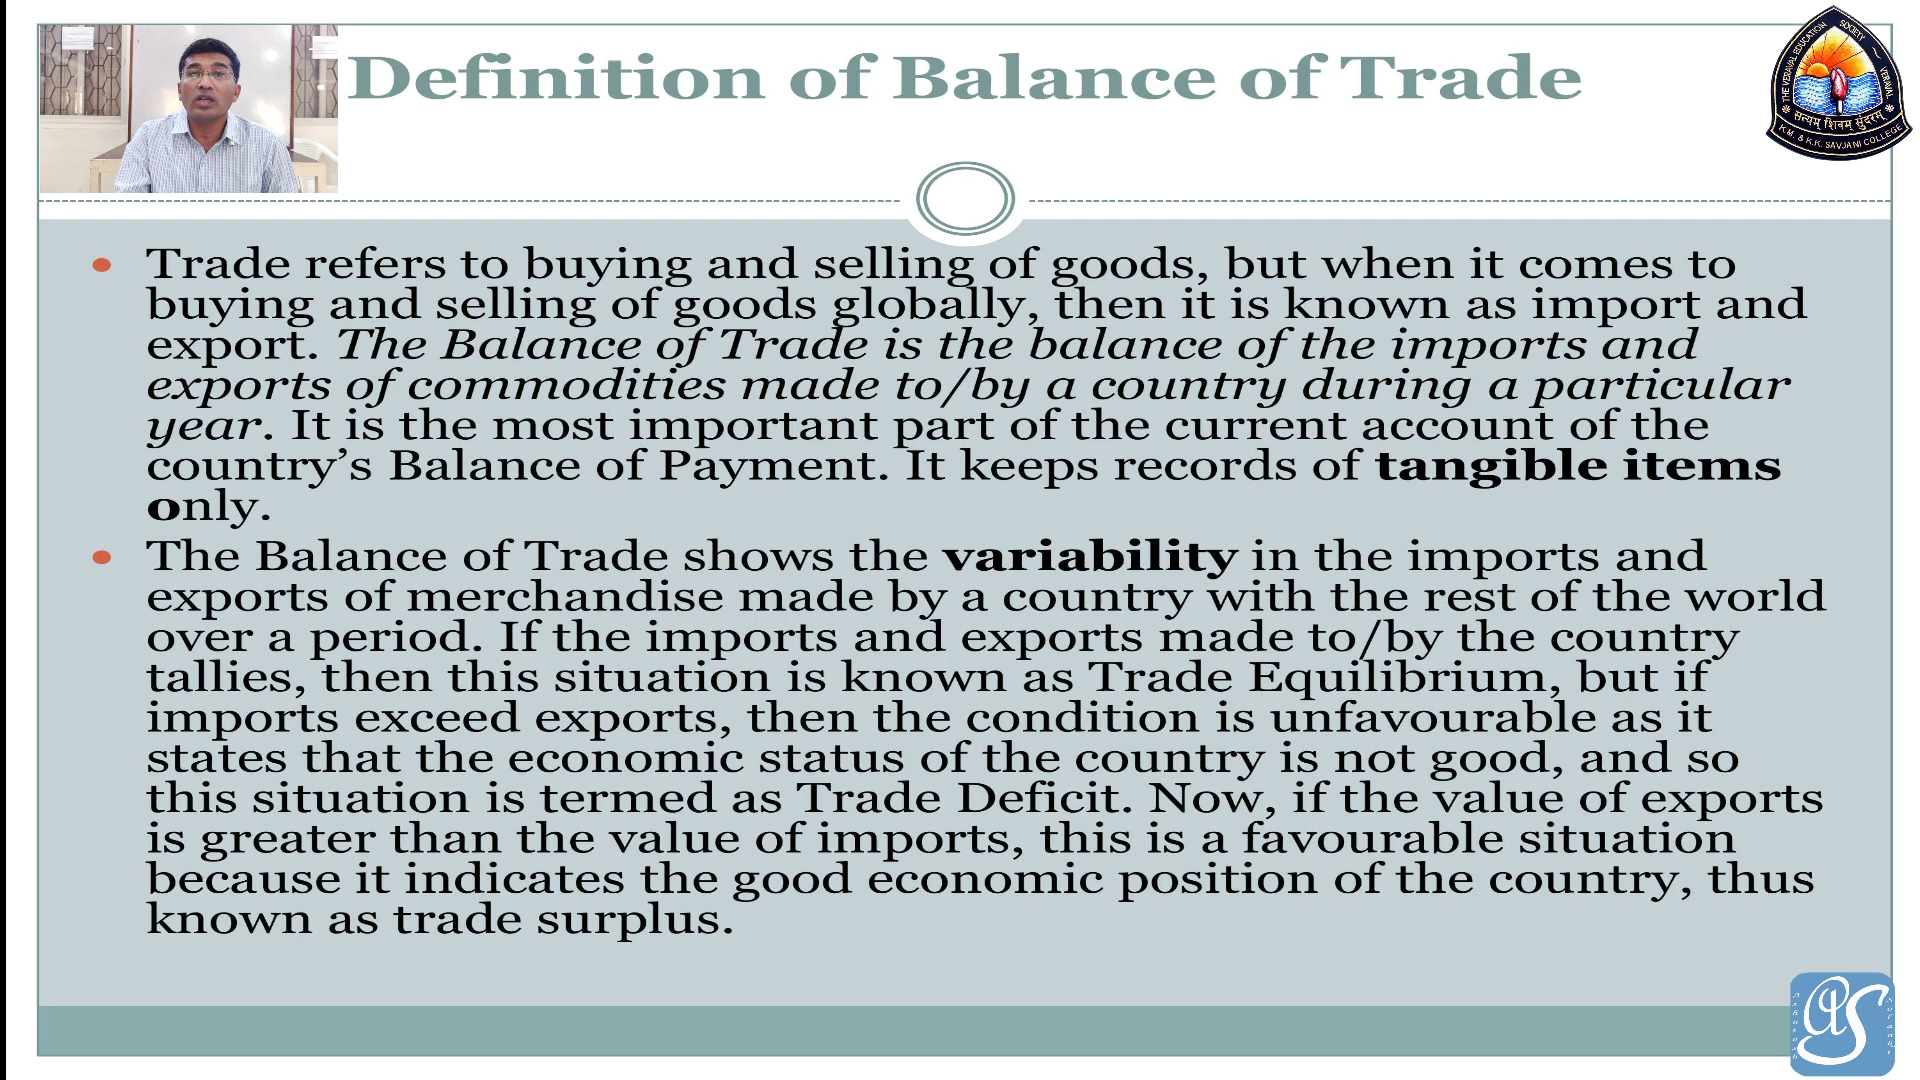 Definition of Balance of Trade
THE VERAVAL EDUCATION SOCIETY VERAVAL
सत्यम् शिवम् सुंदरम्
K.M. & K.K. SAVJANI COLLEGE
• Trade refers to buying and selling of goods, but when it comes to
buying and selling of goods globally, then it is known as import and
export. The Balance of Trade is the balance of the imports and
exports of commodities made to/by a country during a particular
year. It is the most important part of the current account of the
country’s Balance of Payment. It keeps records of tangible items
only.
• The Balance of Trade shows the variability in the imports and
exports of merchandise made by a country with the rest of the world
over a period. If the imports and exports made to/by the country
tallies, then this situation is known as Trade Equilibrium, but if
imports exceed exports, then the condition is unfavourable as it
states that the economic status of the country is not good, and so
this situation is termed as Trade Deficit. Now, if the value of exports
is greater than the value of imports, this is a favourable situation
because it indicates the good economic position of the country, thus
known as trade surplus.